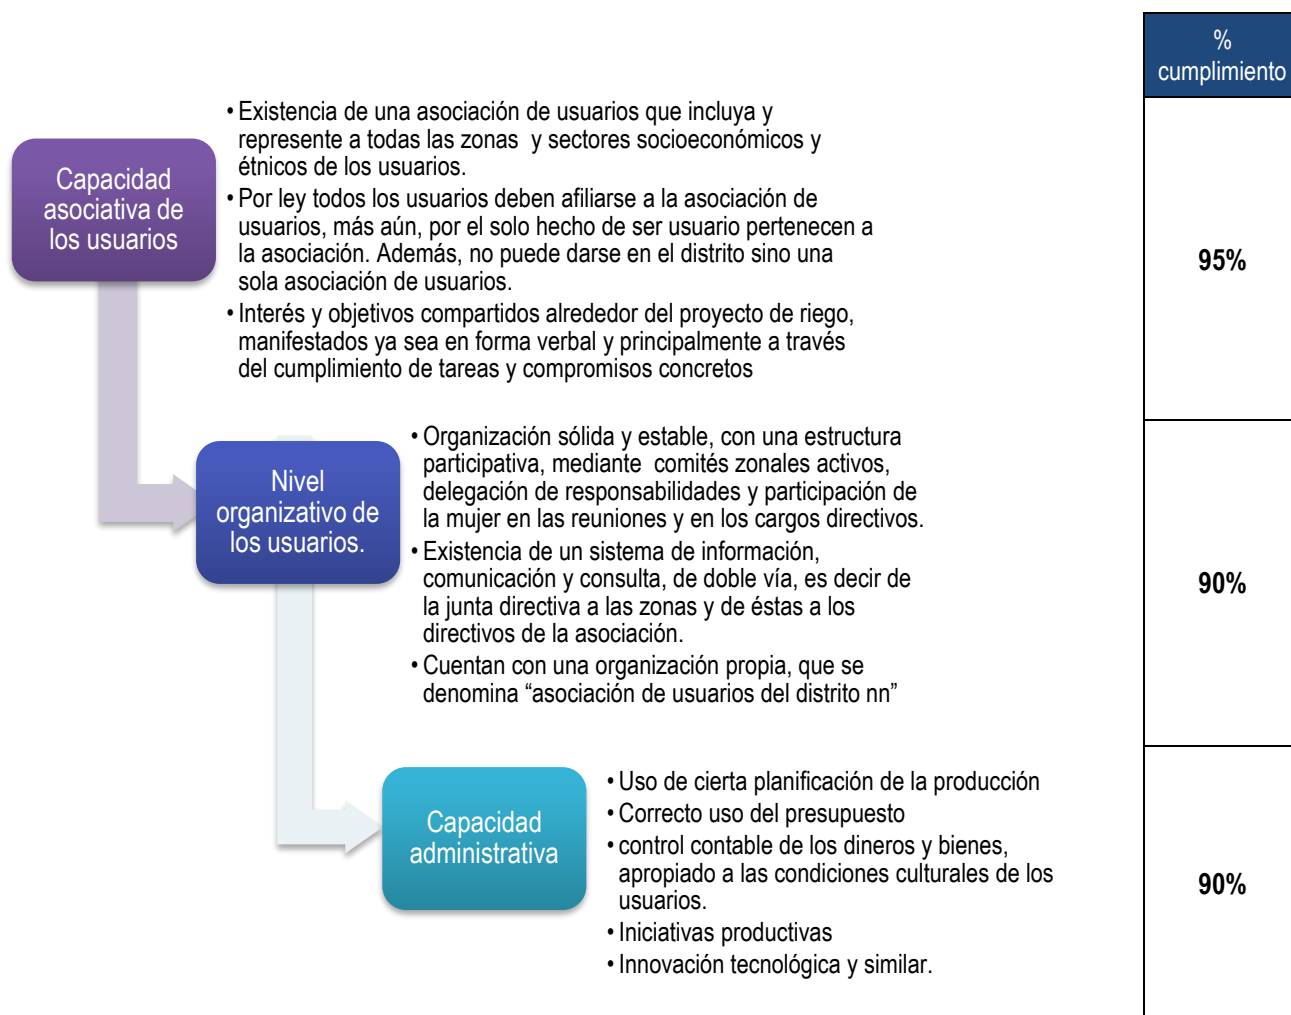 %
cumplimiento
Capacidad
asociativa de
los usuarios
• Existencia de una asociación de usuarios que incluya y
represente a todas las zonas y sectores socioeconómicos y
étnicos de los usuarios.
• Por ley todos los usuarios deben afiliarse a la asociación de
usuarios, más aún, por el solo hecho de ser usuario pertenecen a
la asociación. Además, no puede darse en el distrito sino una
sola asociación de usuarios.
• Interés y objetivos compartidos alrededor del proyecto de riego,
manifestados ya sea en forma verbal y principalmente a través
del cumplimiento de tareas y compromisos concretos
95%
Nivel
organizativo de
los usuarios.
• Organización sólida y estable, con una estructura
participativa, mediante comités zonales activos,
delegación de responsabilidades y participación de
la mujer en las reuniones y en los cargos directivos.
• Existencia de un sistema de información,
comunicación y consulta, de doble vía, es decir de
la junta directiva a las zonas y de éstas a los
directivos de la asociación.
• Cuentan con una organización propia, que se
denomina “asociación de usuarios del distrito nn”
90%
Capacidad
administrativa
• Uso de cierta planificación de la producción
• Correcto uso del presupuesto
• control contable de los dineros y bienes,
apropiado a las condiciones culturales de los
usuarios.
• Iniciativas productivas
• Innovación tecnológica y similar.
90%